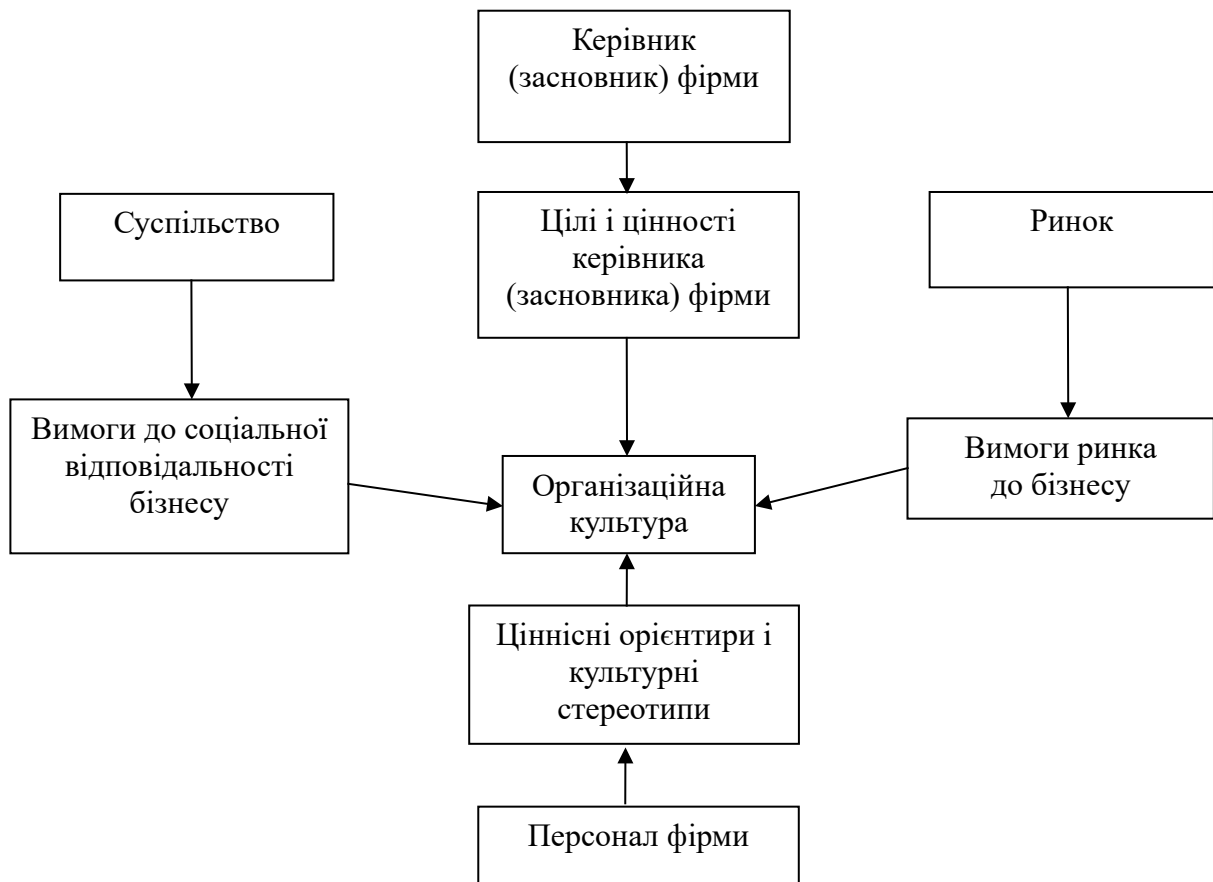 Керівник
(засновник) фірми
Суспільство
Цілі і цінності
керівника
(засновника) фірми
Ринок
Вимоги до соціальної
відповідальності
бізнесу
Організаційна
культура
Вимоги ринка
до бізнесу
Ціннісні орієнтири і
культурні
стереотипи
Персонал фірми